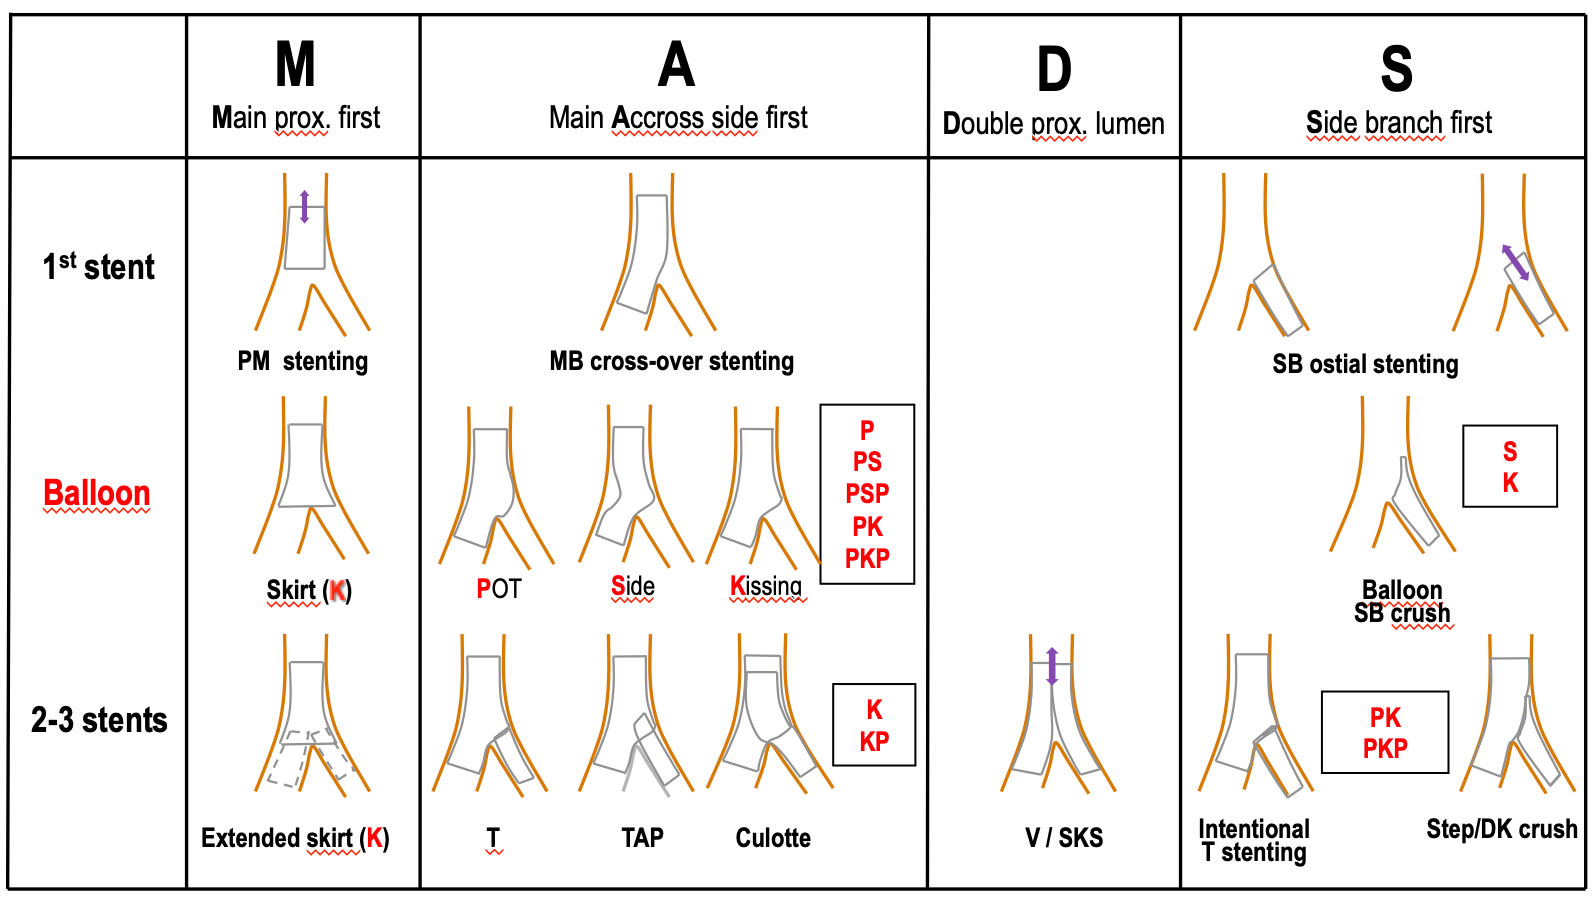 M
Main prox. first
A
Main Accross side first
D
Double prox. lumen
S
Side branch first
1st stent
PM stenting
MB cross-over stenting
SB ostial stenting
Balloon
Skirt (K)
POT
Side
Kissing
P
PS
PSP
PK
PKP
S
K
Balloon
SB crush
2-3 stents
Extended skirt (K)
T
TAP
Culotte
K
KP
V / SKS
Intentional
T stenting
PK
PKP
Step/DK crush